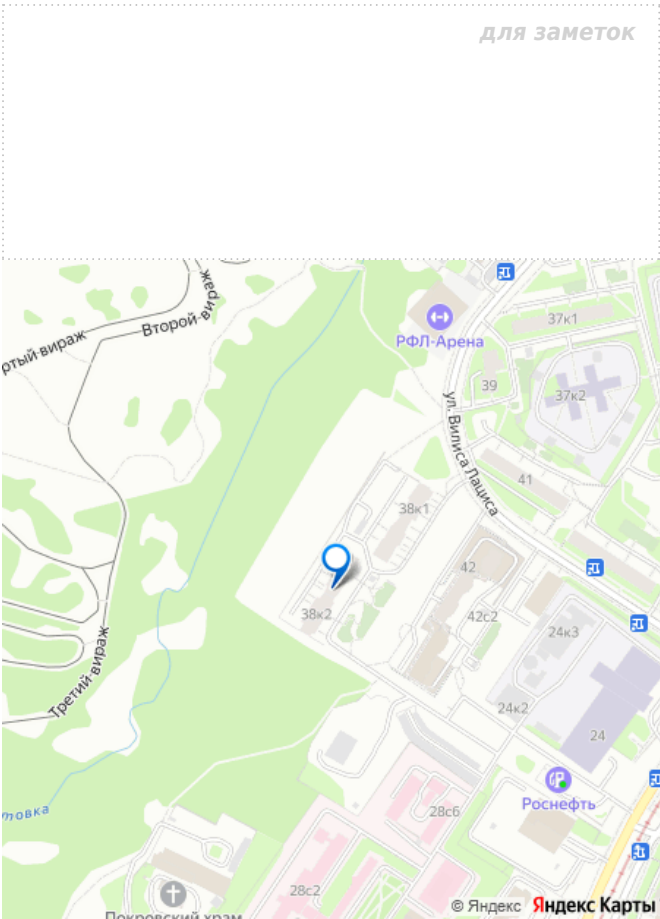 для заметок
Второй вираж
ртый вираж
37к1
РФЛ-Арена
39
37к2
ул. Вилиса Лациса
41
38к1
42
38к2
42с2
24к3
Третий вираж
24к2
24
Роснефть
28с6
товка
28с2
Покровский храм
© Яндекс Яндекс Карты